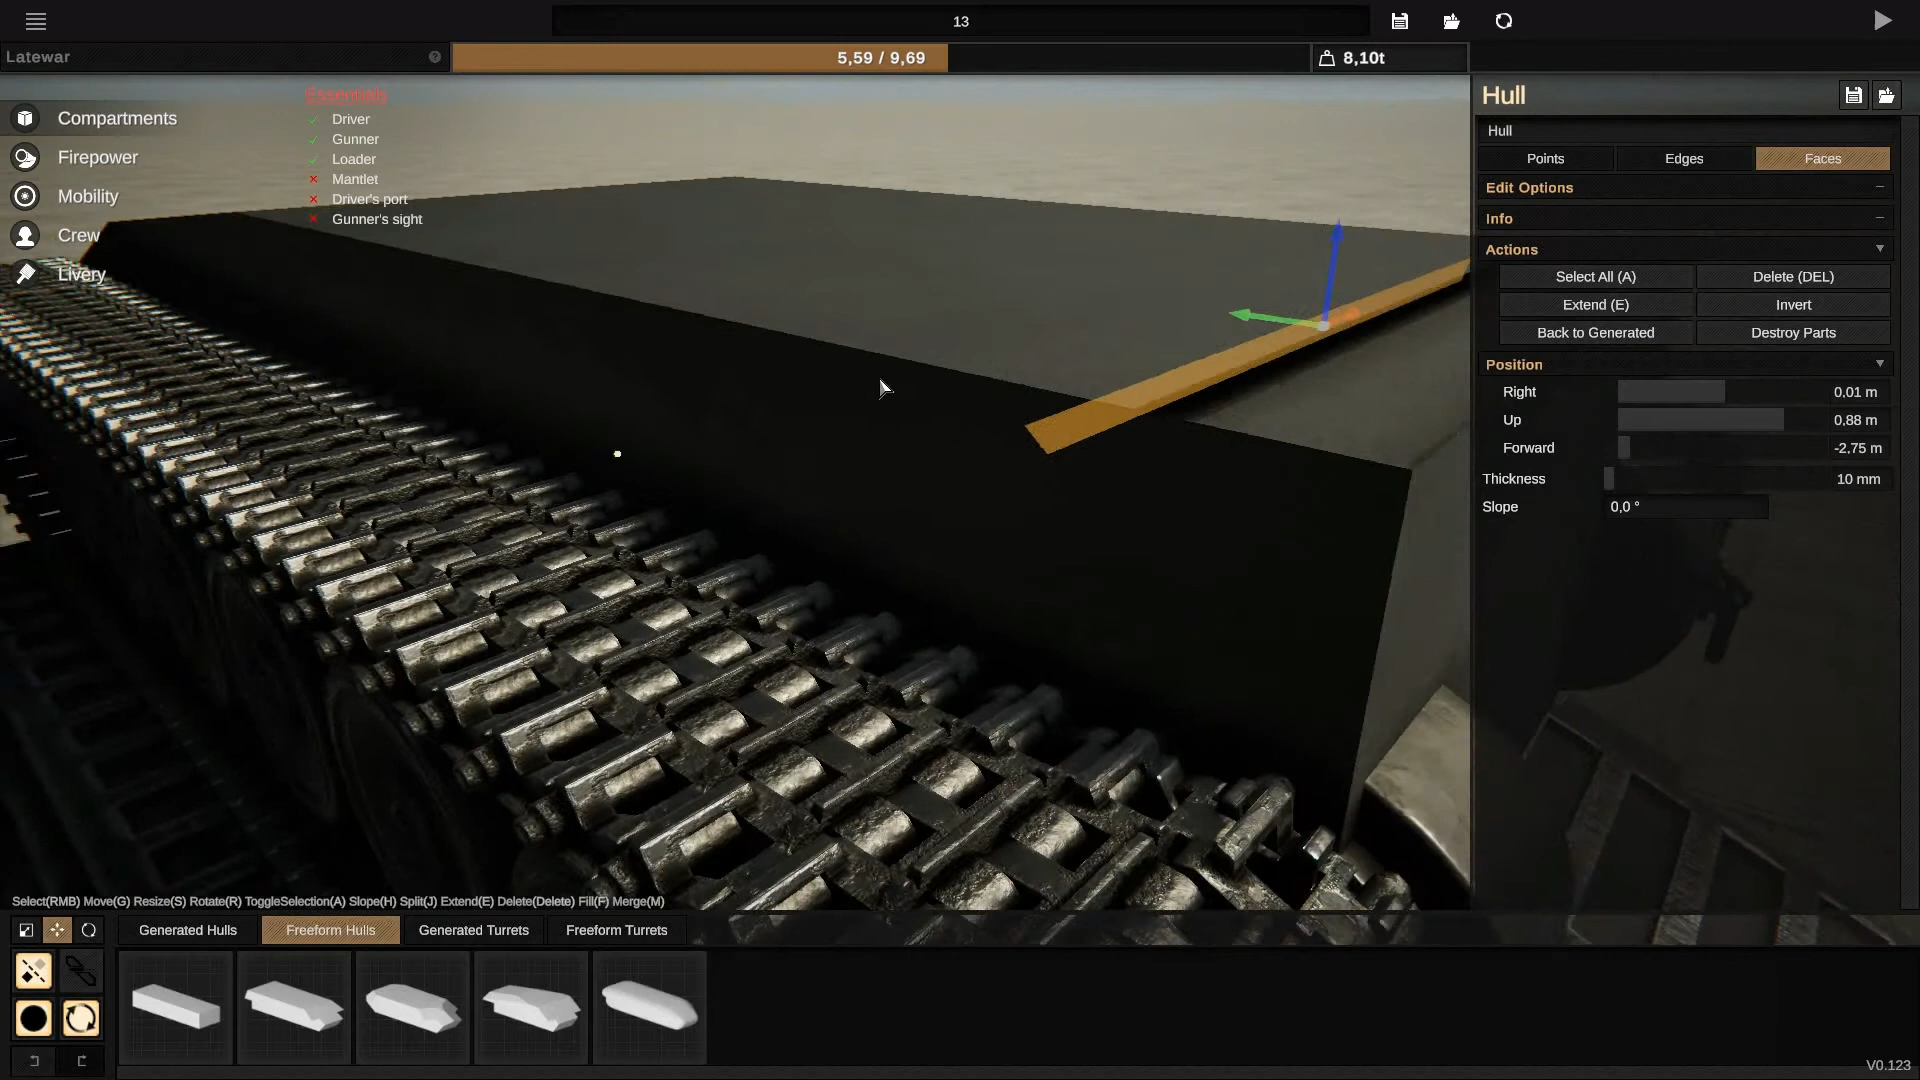 13
Latewar
5,59 / 9,69
8,10t
Compartments
Firepower
Mobility
Crew
Livery
Essentials
Driver
Gunner
Loader
Mantlet
Driver's port
Gunner's sight
Hull
Hull
Points Edges Faces
Edit Options
Info
Actions
Select All (A) Delete (DEL)
Extend (E) Invert
Back to Generated Destroy Parts
Position
Right 0,01 m
Up 0,88 m
Forward -2,75 m
Thickness 10 mm
Slope 0,0 °
Select(RMB) Move(G) Resize(S) Rotate(R) ToggleSelection(A) Slope(H) Split(J) Extend(E) Delete(Delete) Fill(F) Merge(M)
Generated Hulls Freeform Hulls Generated Turrets Freeform Turrets
V0.123